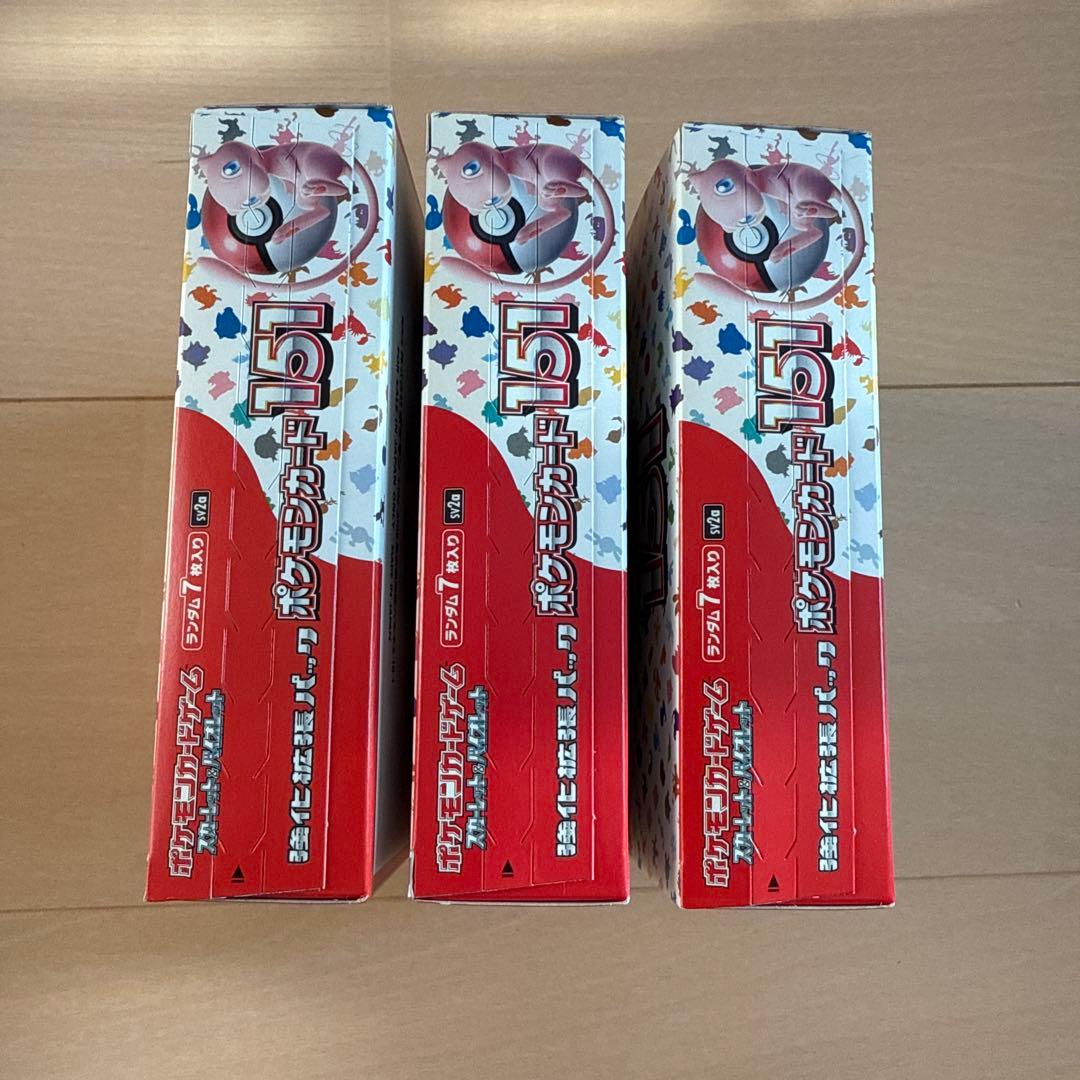 ポケモンカードゲーム
スカーレット&バイオレット
ランダム7枚入り
sv2a
強化拡張パック
ポケモンカード151
ポケモンカードゲーム
スカーレット&バイオレット
ランダム7枚入り
sv2a
強化拡張パック
ポケモンカード151
ポケモンカードゲーム
スカーレット&バイオレット
ランダム7枚入り
sv2a
強化拡張パック
ポケモンカード151